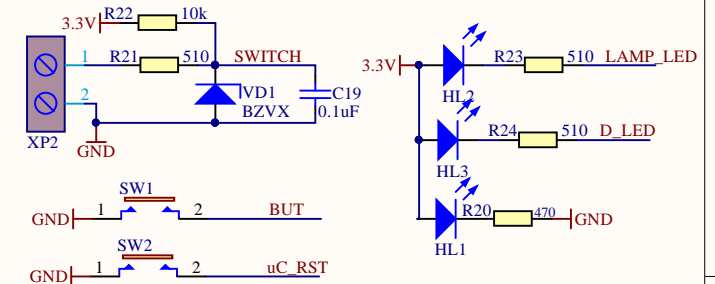 3.3V R22 10k
1 R21 510 SWITCH
2 VD1 C19
BZVX 0.1uF
XP2 GND
SW1
GND 1 2 BUT
SW2
GND 1 2 uC_RST
3.3V R23 510 LAMP_LED
HL2
R24 510 D_LED
HL3
R20 470 GND
HL1